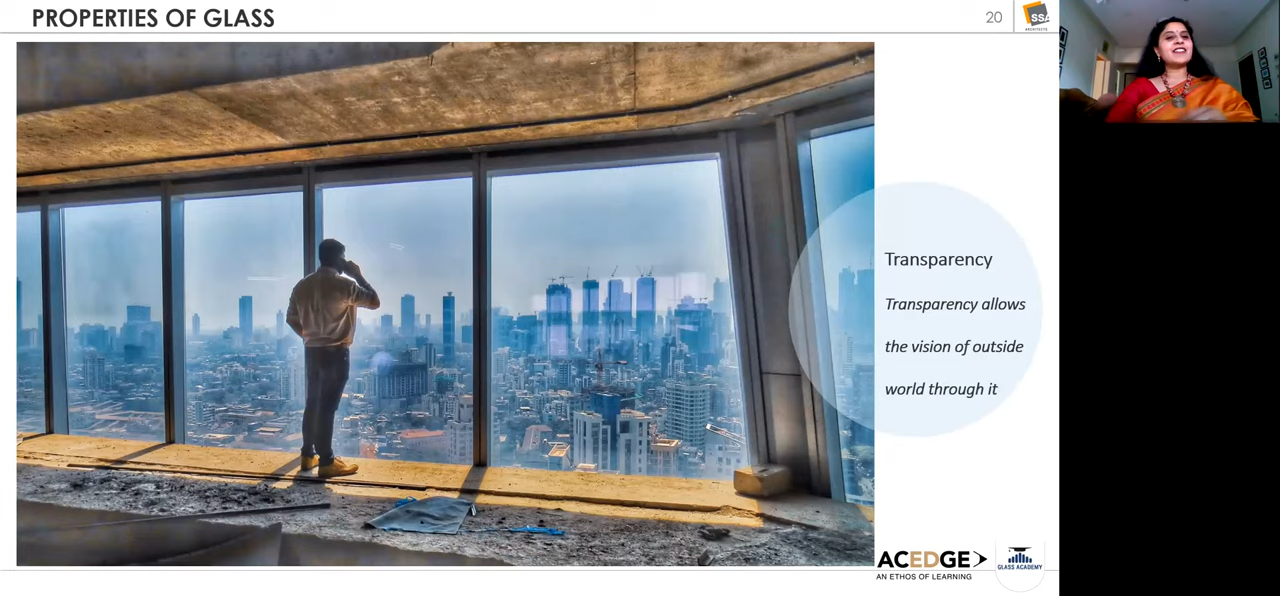 PROPERTIES OF GLASS
20
SSA
ARCHITECTS
Transparency
Transparency allows
the vision of outside
world through it
ACEDGE
AN ETHOS OF LEARNING
GLASS ACADEMY